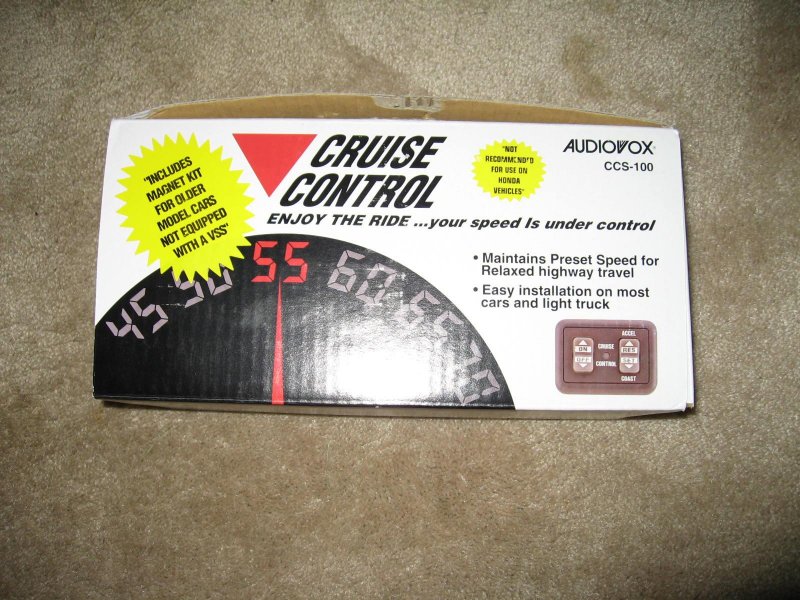 "INCLUDES
MAGNET KIT
FOR OLDER
MODEL CARS
NOT EQUIPPED
WITH A VSS"
CRUISE
CONTROL
"NOT
RECOMMENDED
FOR USE ON
HONDA
VEHICLES"
AUDIOVOX
CCS-100
ENJOY THE RIDE ...your speed Is under control
45 50 55 60 65 70
• Maintains Preset Speed for
Relaxed highway travel
• Easy installation on most
cars and light truck
ACCEL
ON
OFF
CRUISE
CONTROL
RES
SET
COAST